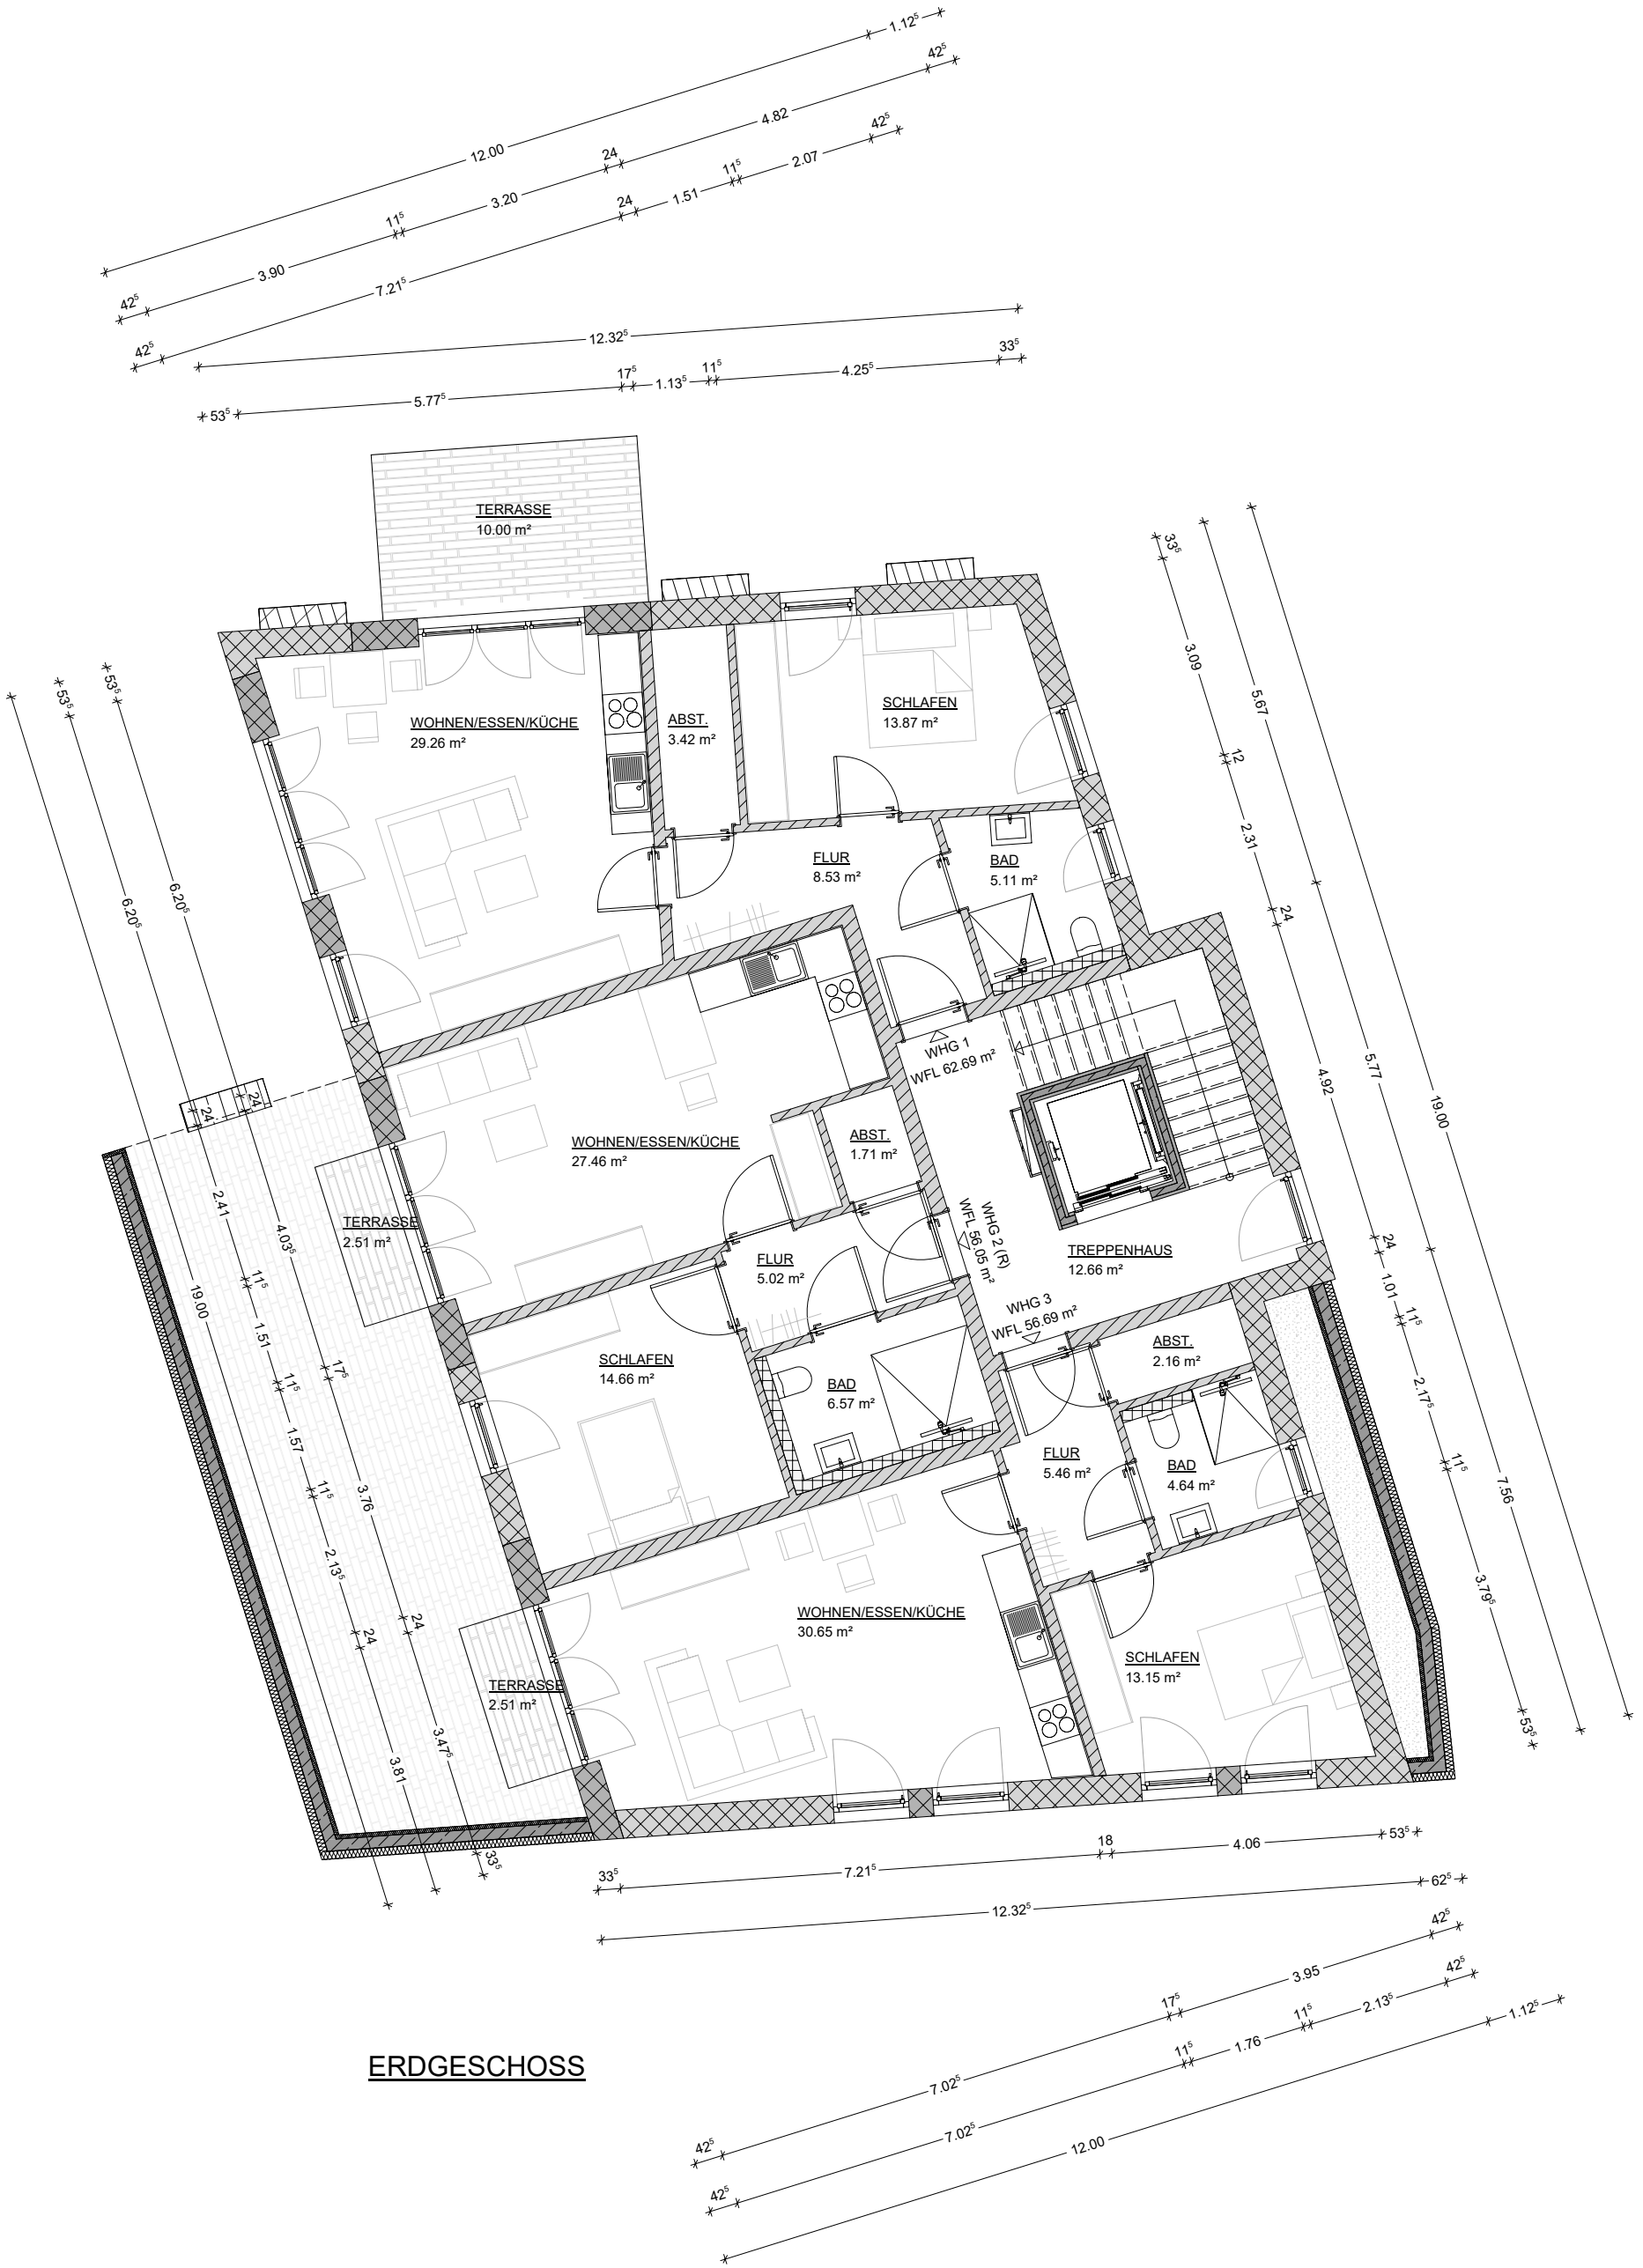 1.12⁵
12.00
42⁵
4.82
24
3.20
11⁵
3.90
42⁵
42⁵
2.07
11⁵
1.51
24
7.21⁵
42⁵
12.32⁵
33⁵
4.25⁵
11⁵
1.13⁵
17⁵
5.77⁵
53⁵
TERRASSE
10.00 m²
WOHNEN/ESSEN/KÜCHE
29.26 m²
ABST.
3.42 m²
SCHLAFEN
13.87 m²
FLUR
8.53 m²
BAD
5.11 m²
WHG 1
WFL 62.69 m²
WOHNEN/ESSEN/KÜCHE
27.46 m²
ABST.
1.71 m²
WHG 2 (R)
WFL 56.05 m²
TERRASSE
2.51 m²
FLUR
5.02 m²
TREPPENHAUS
12.66 m²
WHG 3
WFL 56.69 m²
SCHLAFEN
14.66 m²
BAD
6.57 m²
ABST.
2.16 m²
FLUR
5.46 m²
BAD
4.64 m²
WOHNEN/ESSEN/KÜCHE
30.65 m²
SCHLAFEN
13.15 m²
TERRASSE
2.51 m²
19.00
53⁵
6.20⁵
24
2.41
11⁵
1.51
11⁵
1.57
11⁵
2.13⁵
24
3.81
53⁵
6.20⁵
24
4.03⁵
17⁵
3.76
24
3.47⁵
33⁵
33⁵
3.09
12
2.31
24
4.92
24
1.01
11⁵
2.17⁵
11⁵
3.79⁵
53⁵
5.67
5.77
7.56
19.00
33⁵
7.21⁵
18
4.06
53⁵
12.32⁵
62⁵
42⁵
7.02⁵
17⁵
3.95
42⁵
42⁵
7.02⁵
11⁵
1.76
11⁵
2.13⁵
42⁵
12.00
1.12⁵
ERDGESCHOSS